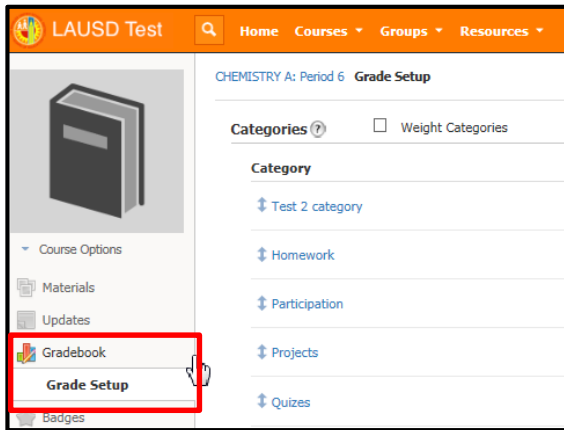 LAUSD Test Home Courses Groups Resources
CHEMISTRY A: Period 6 Grade Setup
Categories ? Weight Categories
Category
Test 2 category
Homework
Participation
Projects
Quizes
Course Options
Materials
Updates
Gradebook
Grade Setup
Badges